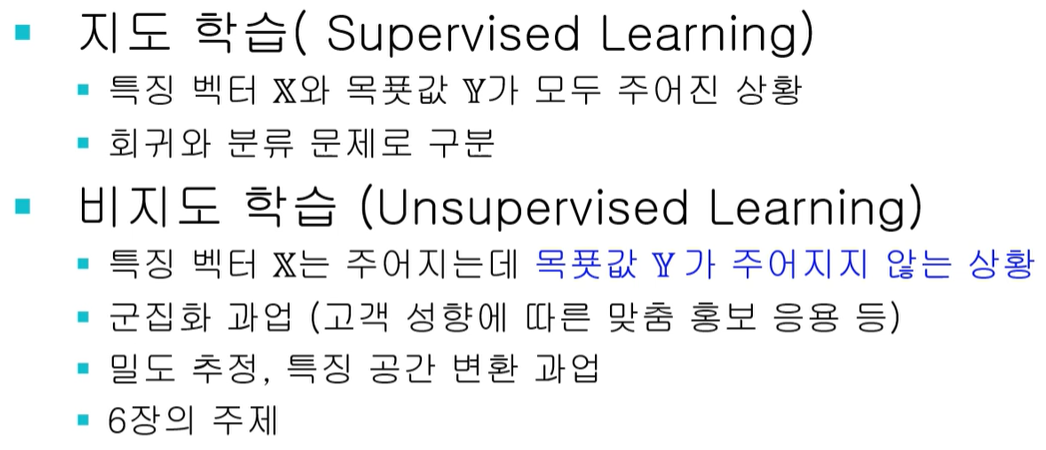 지도 학습( Supervised Learning)
특징 벡터 𝕏와 목푯값 𝕐가 모두 주어진 상황
회귀와 분류 문제로 구분
비지도 학습 (Unsupervised Learning)
특징 벡터 𝕏는 주어지는데 목푯값 𝕐 가 주어지지 않는 상황
군집화 과업 (고객 성향에 따른 맞춤 홍보 응용 등)
밀도 추정, 특징 공간 변환 과업
6장의 주제